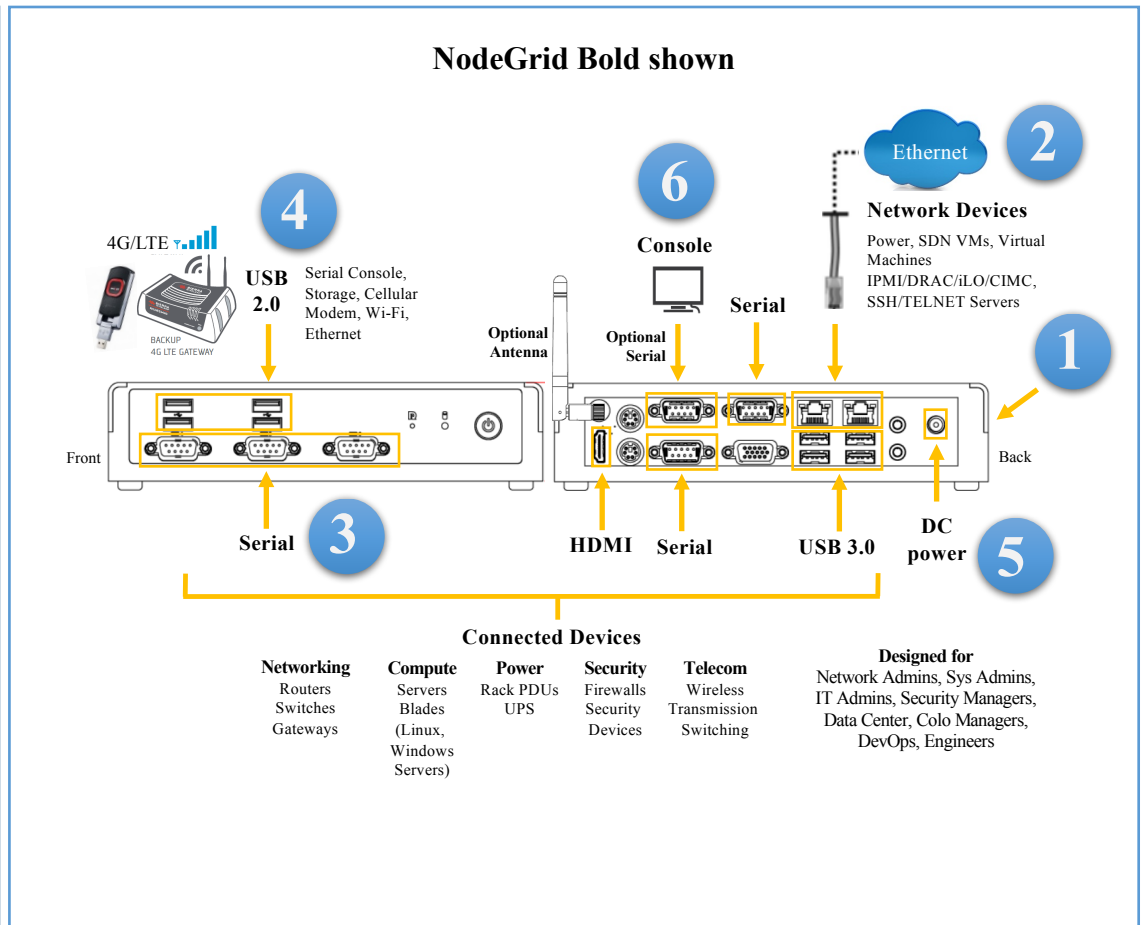 NodeGrid Bold shown
2
Ethernet
Network Devices
Power, SDN VMs, Virtual
Machines
IPMI/DRAC/iLO/CIMC,
SSH/TELNET Servers
6
Console
4
4G/LTE
USB
2.0
Serial Console,
Storage, Cellular
Modem, Wi-Fi,
Ethernet
BACKUP
4G LTE GATEWAY
Optional
Antenna
Optional
Serial
Serial
1
Front
Back
Serial
3
HDMI
Serial
USB 3.0
DC
power
5
Connected Devices
Networking
Routers
Switches
Gateways
Compute
Servers
Blades
(Linux,
Windows
Servers)
Power
Rack PDUs
UPS
Security
Firewalls
Security
Devices
Telecom
Wireless
Transmission
Switching
Designed for
Network Admins, Sys Admins,
IT Admins, Security Managers,
Data Center, Colo Managers,
DevOps, Engineers